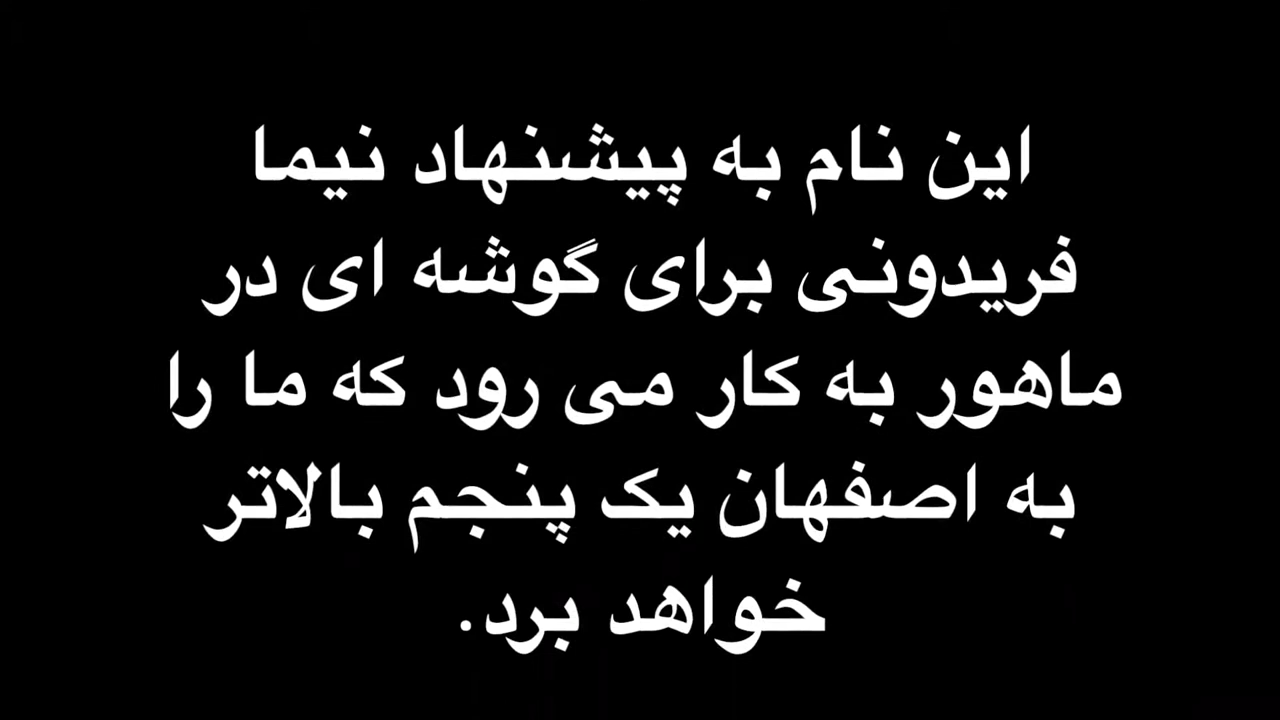 این نام به پیشنهاد نیما
فریدونی برای گوشه ای در
ماهور به کار می رود که ما را
به اصفهان یک پنجم بالاتر
خواهد برد.